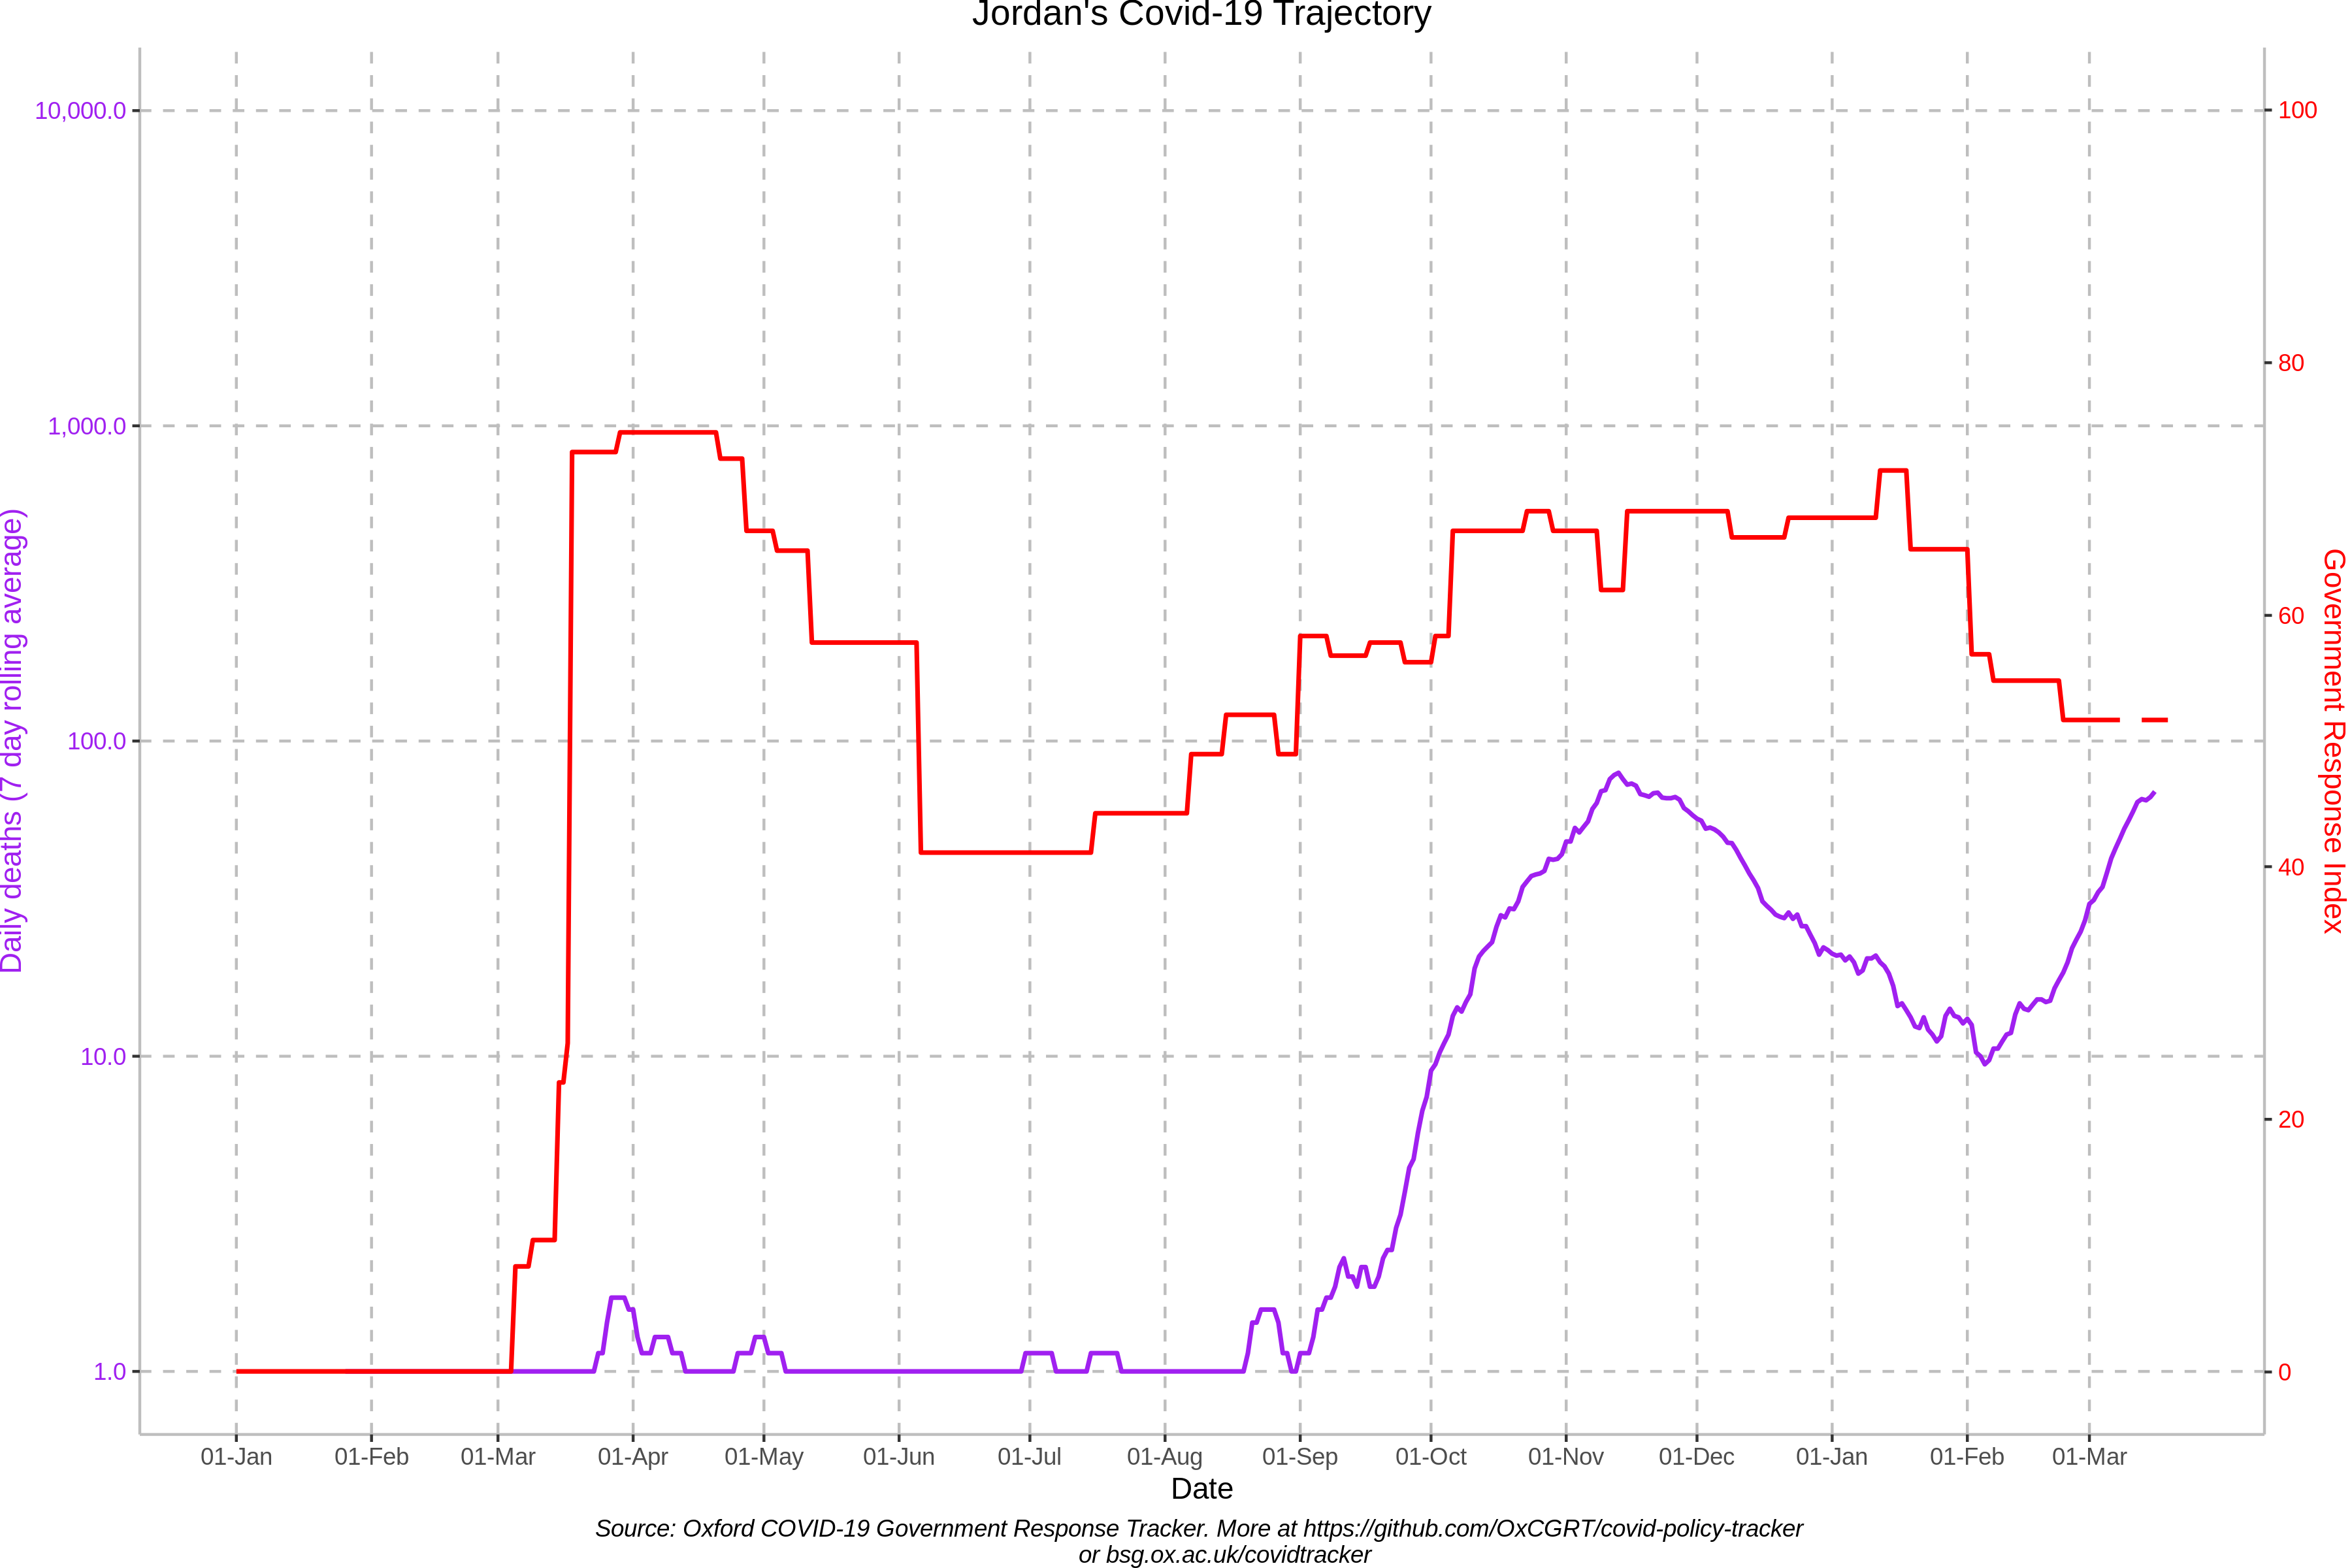 Jordan's Covid-19 Trajectory
10,000.0
1,000.0
100.0
10.0
1.0
Daily deaths (7 day rolling average)
100
80
60
40
20
0
Government Response Index
01-Jan 01-Feb 01-Mar 01-Apr 01-May 01-Jun 01-Jul 01-Aug 01-Sep 01-Oct 01-Nov 01-Dec 01-Jan 01-Feb 01-Mar
Date
Source: Oxford COVID-19 Government Response Tracker. More at https://github.com/OxCGRT/covid-policy-tracker
or bsg.ox.ac.uk/covidtracker